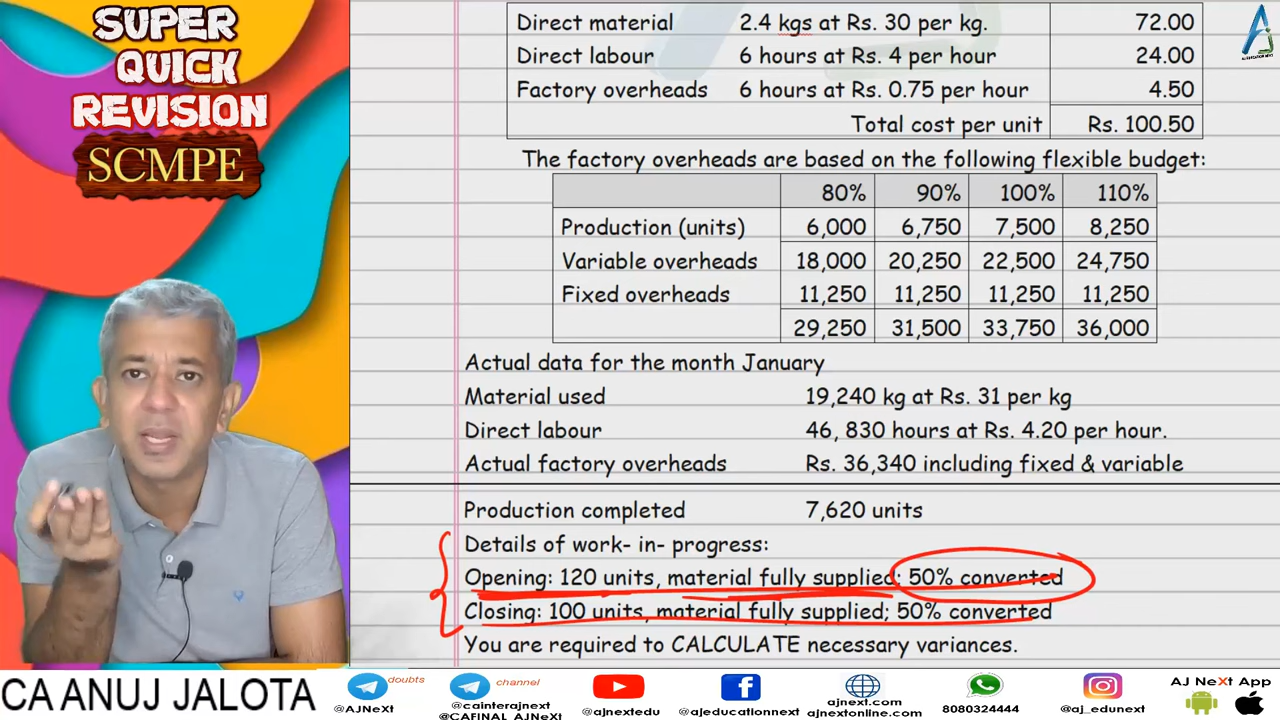 SUPER
QUICK
REVISION
SCMPE
Direct material 2.4 kgs at Rs. 30 per kg. 72.00
Direct labour 6 hours at Rs. 4 per hour 24.00
Factory overheads 6 hours at Rs. 0.75 per hour 4.50
Total cost per unit Rs. 100.50
The factory overheads are based on the following flexible budget:
80% 90% 100% 110%
Production (units) 6,000 6,750 7,500 8,250
Variable overheads 18,000 20,250 22,500 24,750
Fixed overheads 11,250 11,250 11,250 11,250
29,250 31,500 33,750 36,000
Actual data for the month January
Material used 19,240 kg at Rs. 31 per kg
Direct labour 46, 830 hours at Rs. 4.20 per hour.
Actual factory overheads Rs. 36,340 including fixed & variable
Production completed 7,620 units
Details of work- in- progress:
Opening: 120 units, material fully supplied; 50% converted
Closing: 100 units, material fully supplied; 50% converted
You are required to CALCULATE necessary variances.
CA ANUJ JALOTA
doubts
@AJNeXt
channel
@cainterajnext
@CAFINAL_AJNeXt
@ajnextedu
@ajeducationnext
ajnext.com
ajnextonline.com
8080324444
@aj_edunext
AJ NeXt App